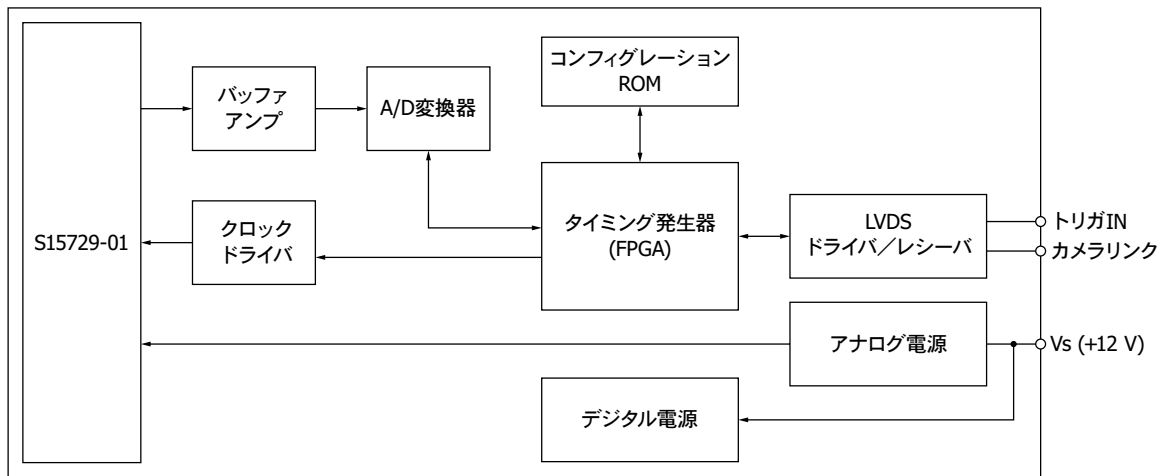 コンフィグレーション
ROM
バッファ
アンプ
A/D変換器
S15729-01
クロック
ドライバ
タイミング発生器
(FPGA)
LVDS
ドライバ／レシーバ
トリガIN
カメラリンク
アナログ電源
Vs (+12 V)
デジタル電源